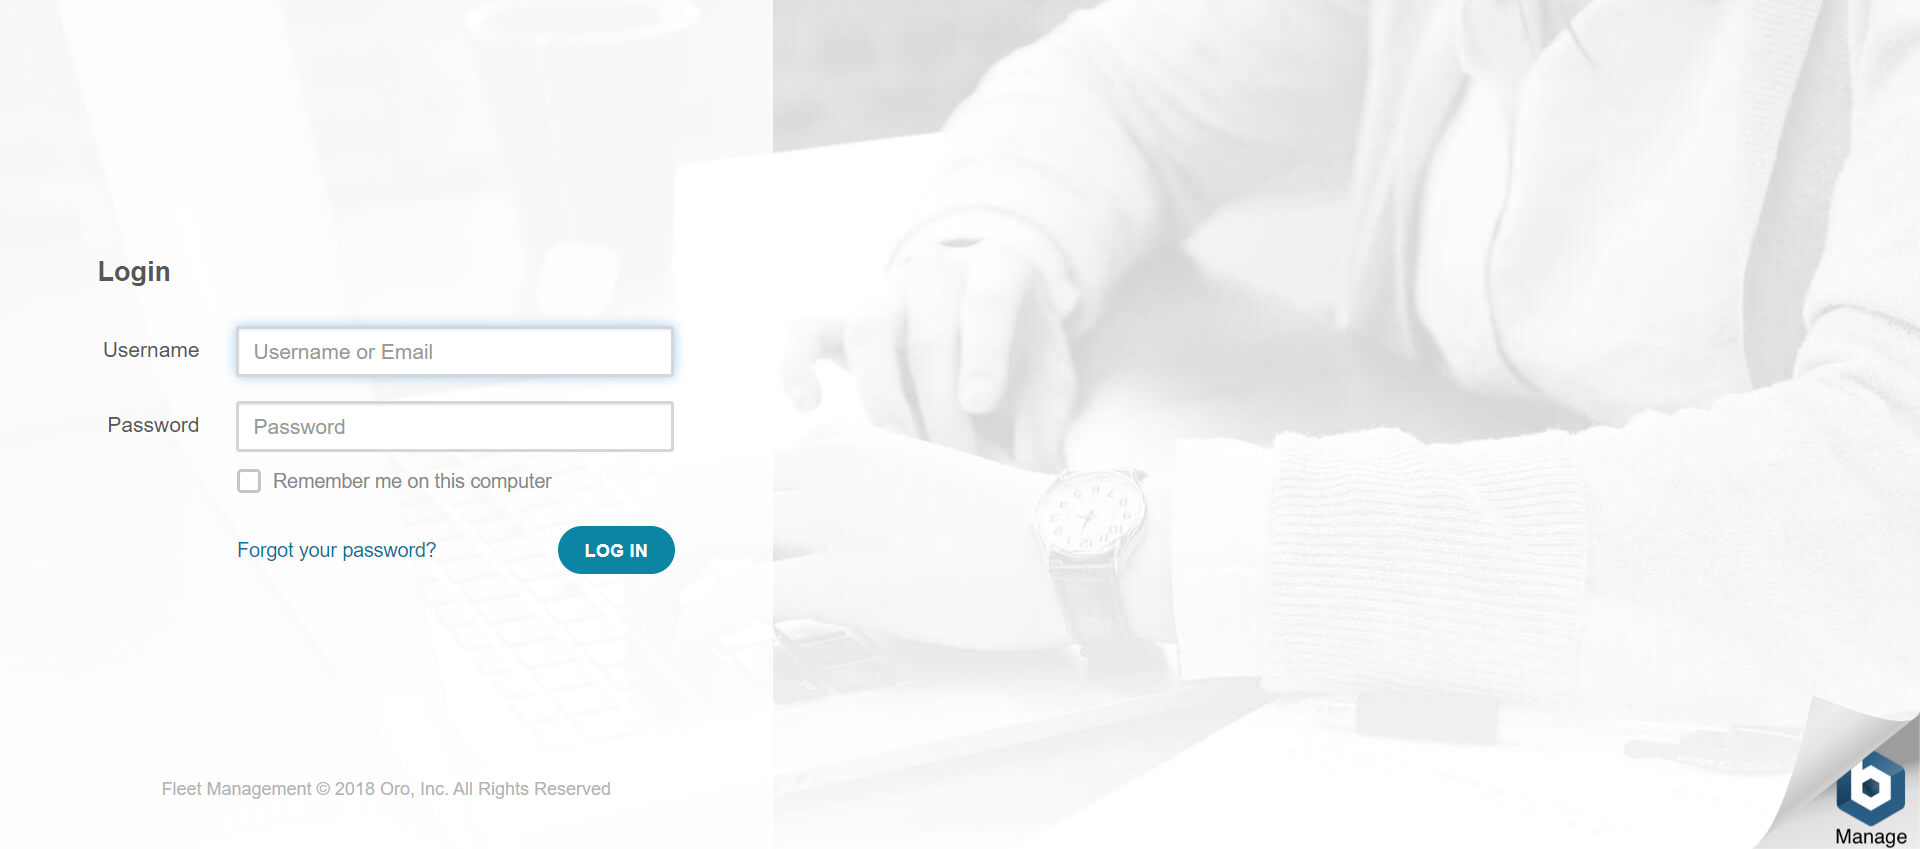 Login
Username
Username or Email
Password
Password
Remember me on this computer
Forgot your password?
LOG IN
Fleet Management © 2018 Oro, Inc. All Rights Reserved
Manage